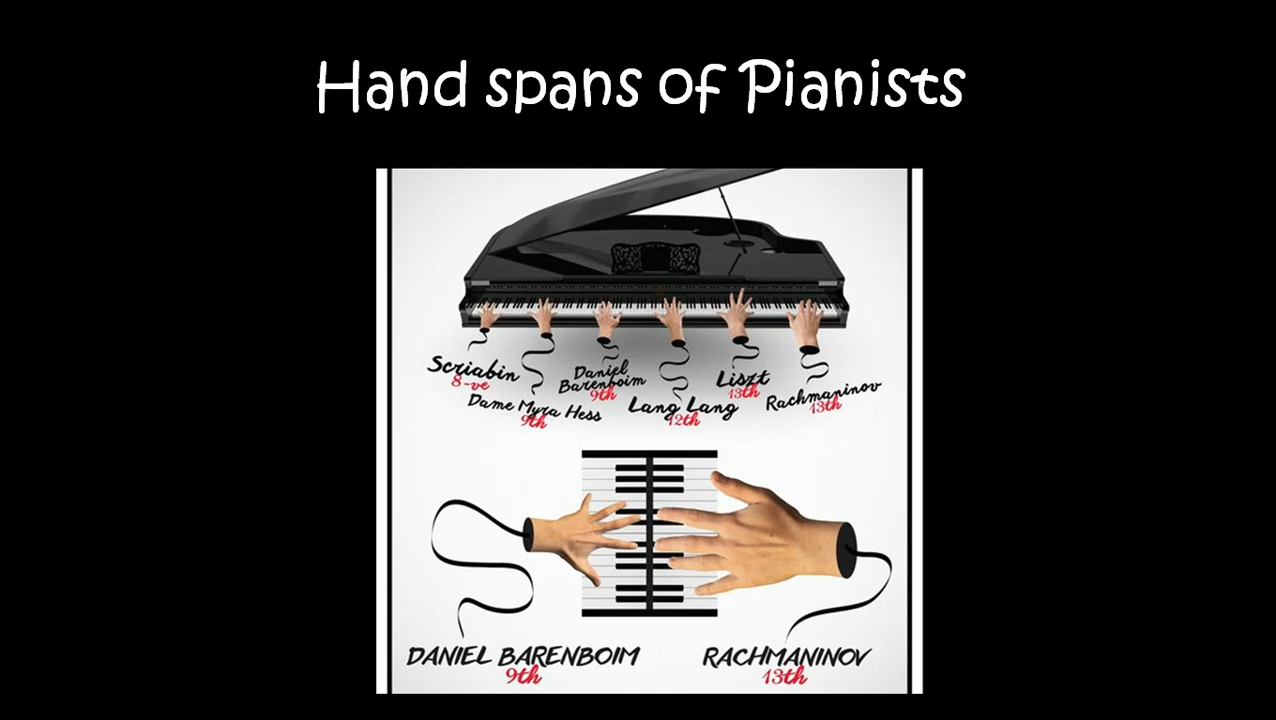 Hand spans of Pianists
Scriabin
8-ve
Dame Myra Hess
9th
Daniel
Barenboim
9th
Lang Lang
12th
Liszt
13th
Rachmaninov
13th
DANIEL BARENBOIM
9th
RACHMANINOV
13th